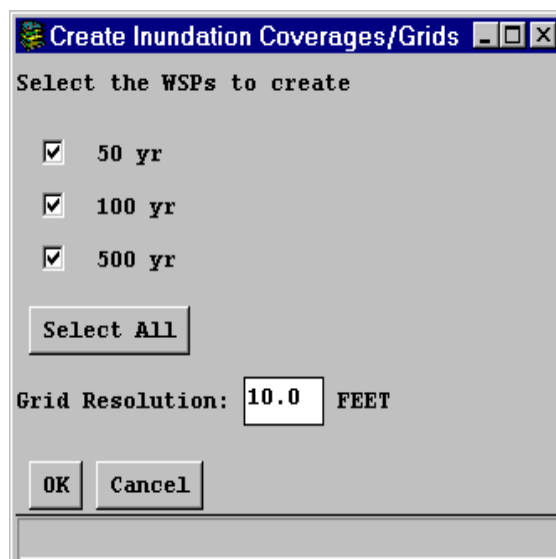 Create Inundation Coverages/Grids
Select the WSPs to create
50 yr
100 yr
500 yr
Select All
Grid Resolution: 10.0 FEET
OK Cancel